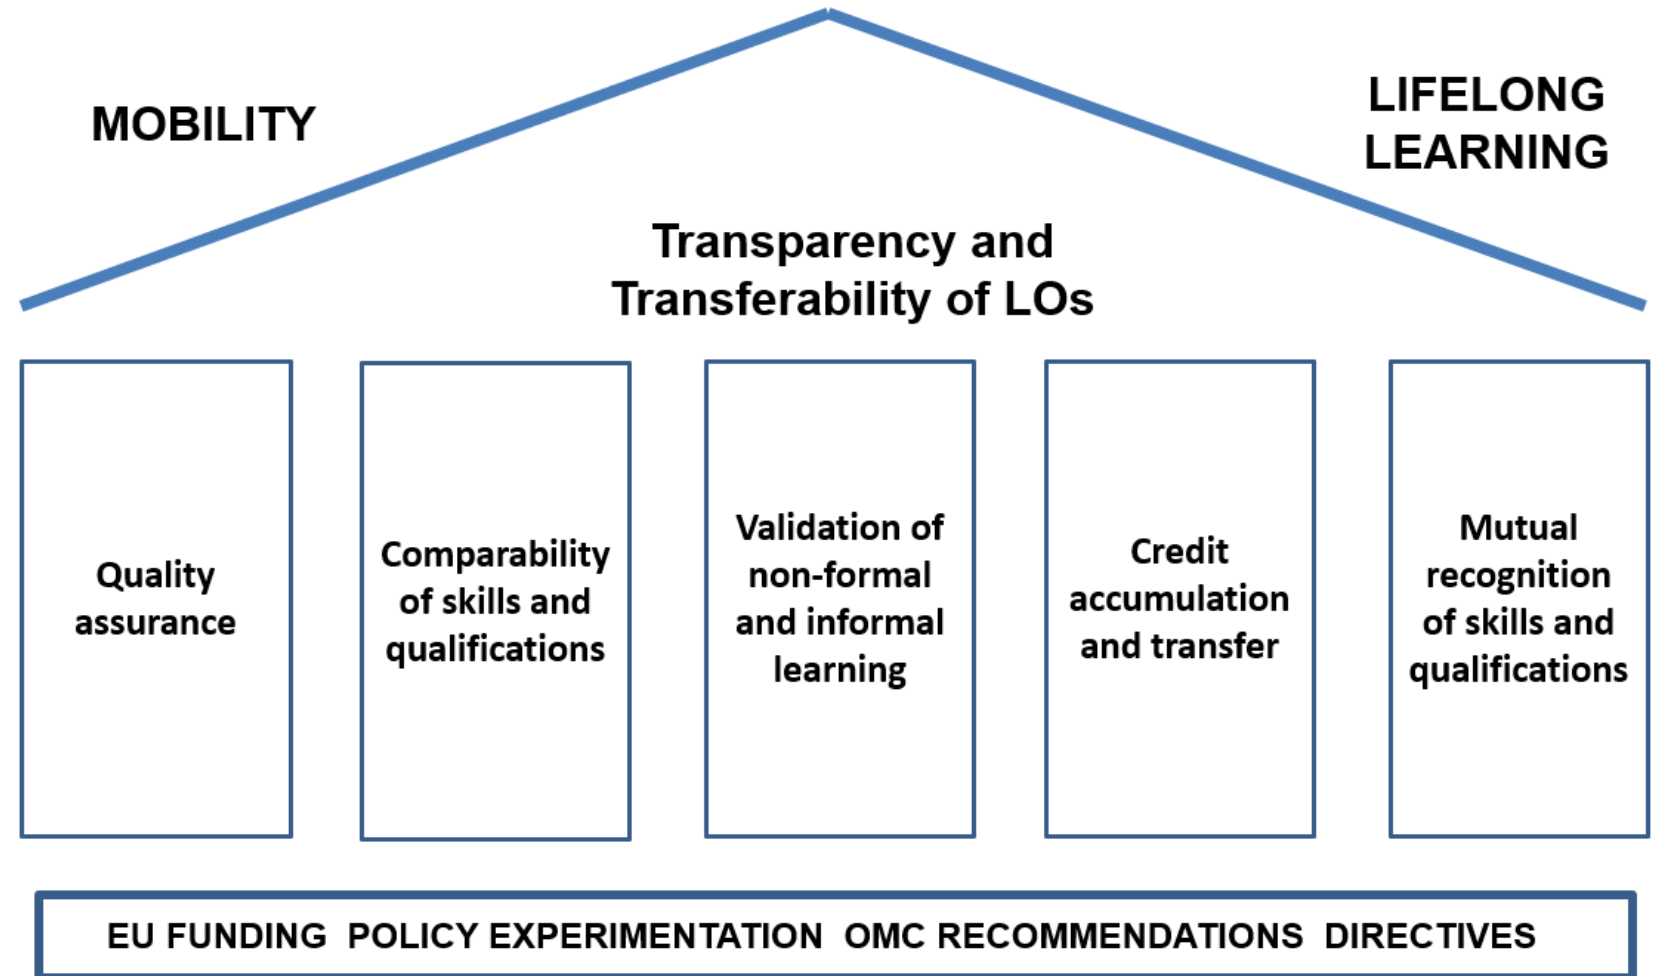 MOBILITY
LIFELONG
LEARNING
Transparency and
Transferability of LOs
Quality
assurance
Comparability
of skills and
qualifications
Validation of
non-formal
and informal
learning
Credit
accumulation
and transfer
Mutual
recognition
of skills and
qualifications
EU FUNDING POLICY EXPERIMENTATION OMC RECOMMENDATIONS DIRECTIVES